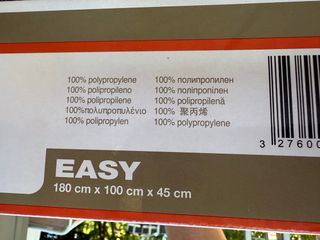 100% polypropylene
100% polipropileno
100% polipropilene
100%πολυπροπυλένιο
100% polipropylen
100% полипропилен
100% поліпропілен
100% polipropilenă
100% 聚丙烯
100% polypropylene
3 27600
EASY
180 cm x 100 cm x 45 cm